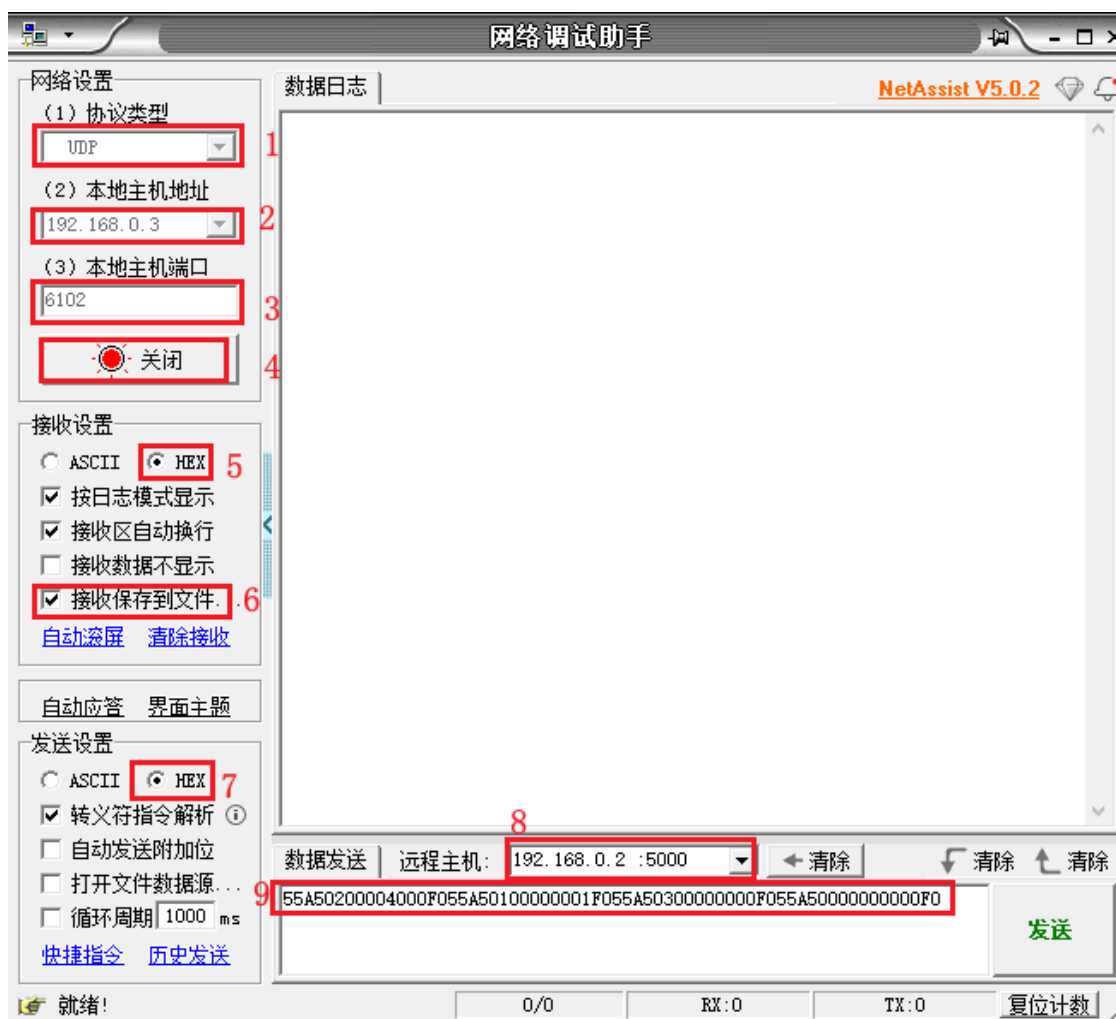 网络调试助手
网络设置
(1) 协议类型
UDP
1
(2) 本地主机地址
192.168.0.3
2
(3) 本地主机端口
6102
3
关闭
4
接收设置
ASCII HEX 5
按日志模式显示
接收区自动换行
接收数据不显示
接收保存到文件... 6
自动滚屏 清除接收
自动应答 界面主题
发送设置
ASCII HEX 7
转义符指令解析
自动发送附加位
打开文件数据源...
循环周期 1000 ms
快捷指令 历史发送
数据日志
NetAssist V5.0.2
8
数据发送 远程主机: 192.168.0.2 :5000 清除 清除 清除
9 55A50200004000F055A50100000001F055A50300000000F055A50000000000F0
发送
就绪! 0/0 RX:0 TX:0 复位计数